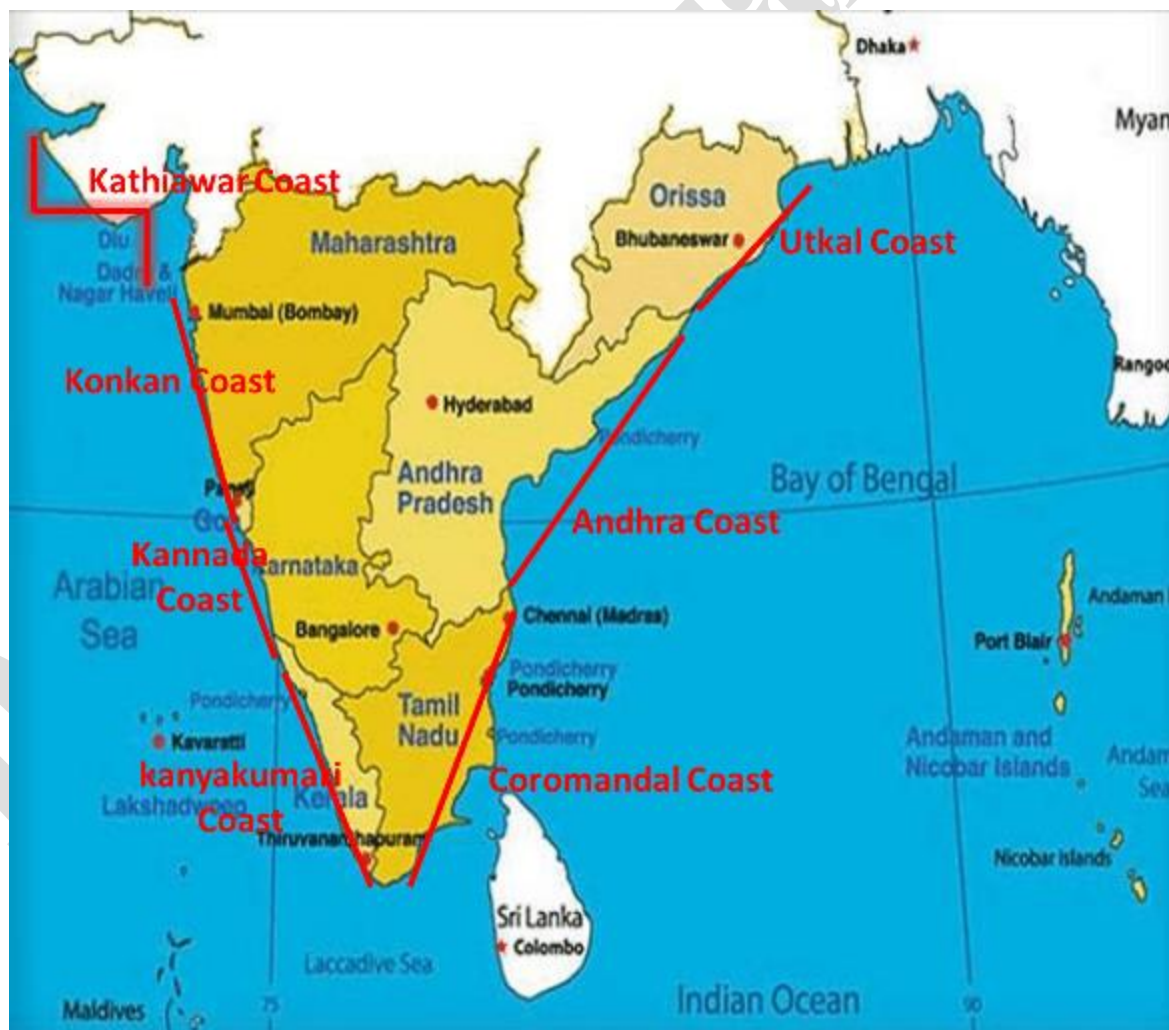 Dhaka
Myan
Kathiawar Coast
Orissa
Maharashtra
Bhubaneswar
Utkal Coast
Diu
Dadra &
Nagar Haveli
Mumbai (Bombay)
Rangoo
Konkan Coast
Hyderabad
Pondicherry
Andhra
Pradesh
Bay of Bengal
Goa
Andhra Coast
Kannada
Coast
Karnataka
Arabian
Sea
Andaman
Bangalore
Chennai (Madras)
Port Blair
Pondicherry
Pondicherry
Pondicherry
Tamil
Nadu
Kavaratti
Pondicherry
Andaman and
Nicobar Islands
Andam
Sea
kanyakumari
Coast
Kerala
Lakshadweep
Coromandal Coast
Thiruvananthapuram
Nicobar Islands
Sri Lanka
Colombo
Laccadive Sea
Maldives
75
Indian Ocean
90